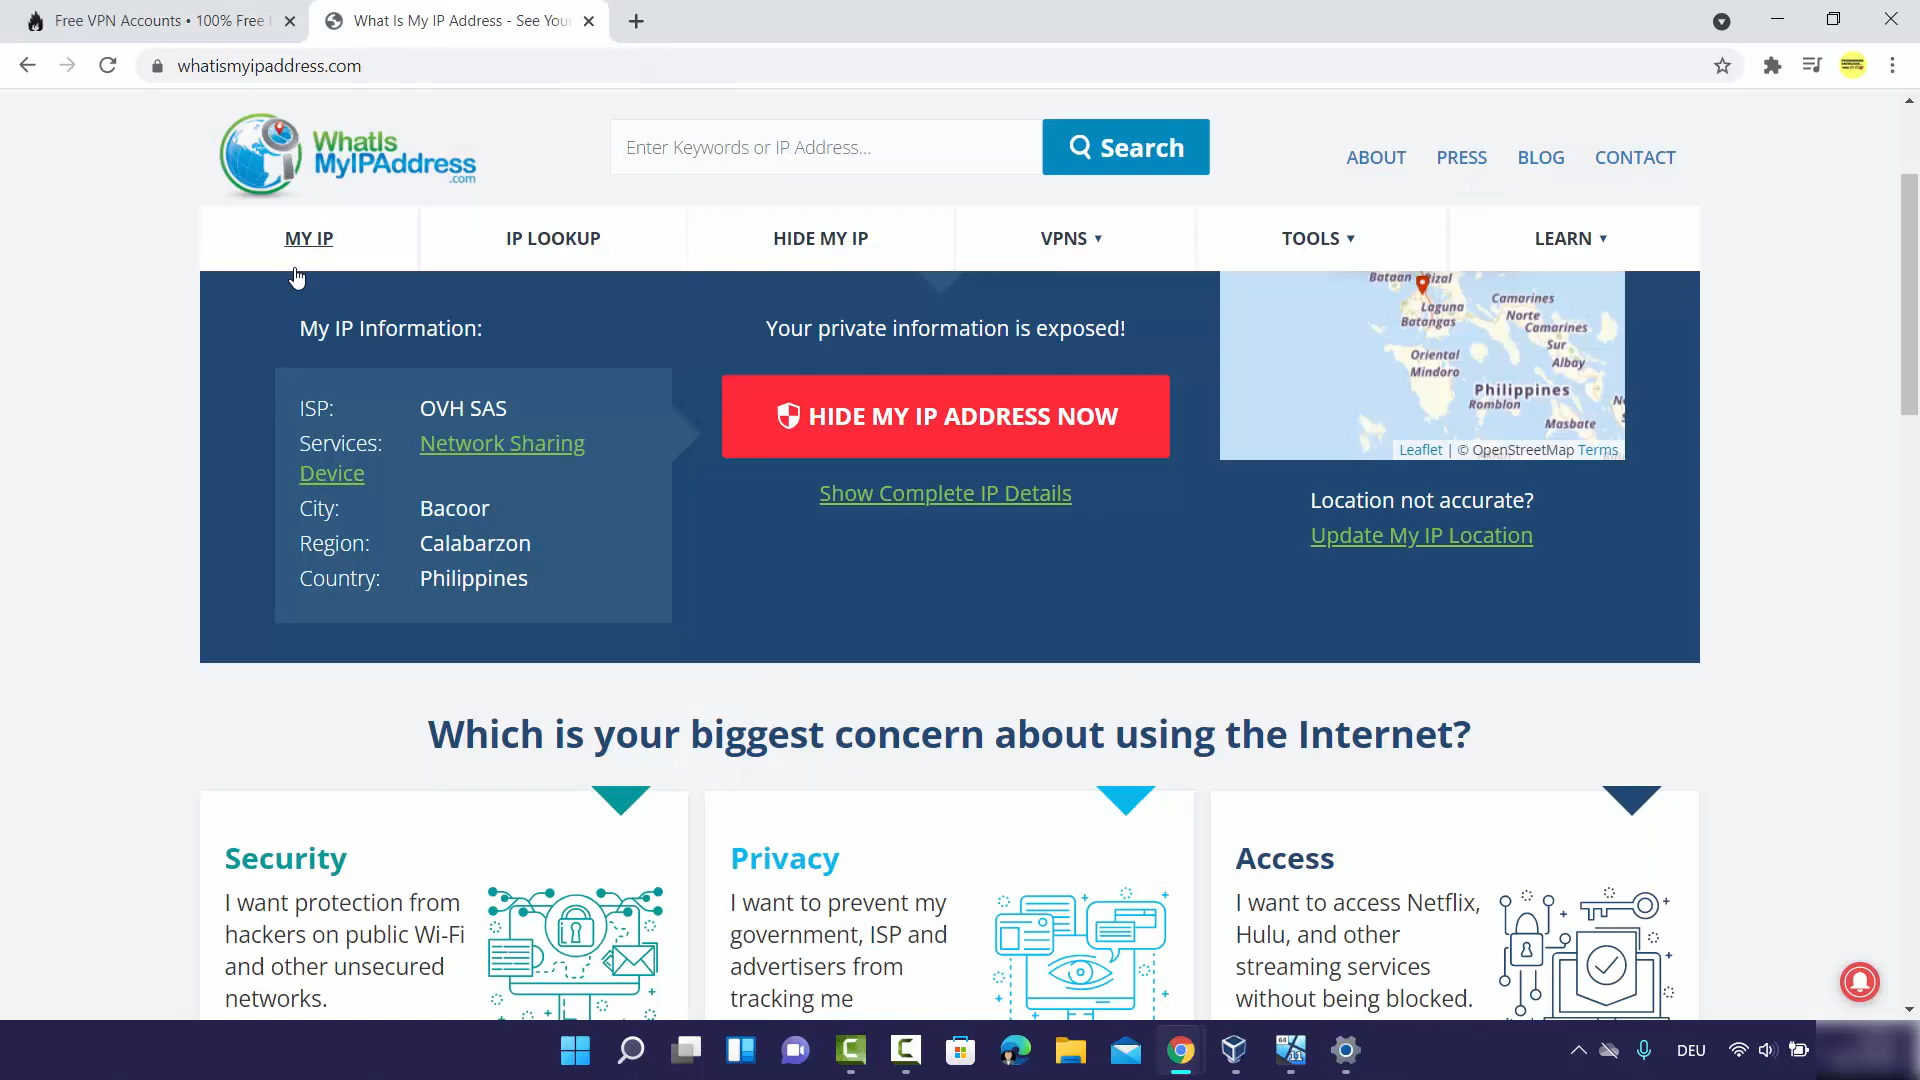 Free VPN Accounts • 100% Free
What Is My IP Address - See You
whatismyipaddress.com
WhatIs
MyIPAddress
.com
Enter Keywords or IP Address...
Search
ABOUT PRESS BLOG CONTACT
MY IP IP LOOKUP HIDE MY IP VPNS ▾ TOOLS ▾ LEARN ▾
My IP Information:
ISP: OVH SAS
Services: Network Sharing
Device
City: Bacoor
Region: Calabarzon
Country: Philippines
Your private information is exposed!
HIDE MY IP ADDRESS NOW
Show Complete IP Details
Bataan
Rizal
Laguna
Batangas
Camarines
Norte
Camarines
Sur
Albay
Oriental
Mindoro
Philippines
Romblon
Masbate
Leaflet | © OpenStreetMap Terms
Location not accurate?
Update My IP Location
Which is your biggest concern about using the Internet?
Security
I want protection from
hackers on public Wi-Fi
and other unsecured
networks.
Privacy
I want to prevent my
government, ISP and
advertisers from
tracking me
Access
I want to access Netflix,
Hulu, and other
streaming services
without being blocked.
64
11
DEU